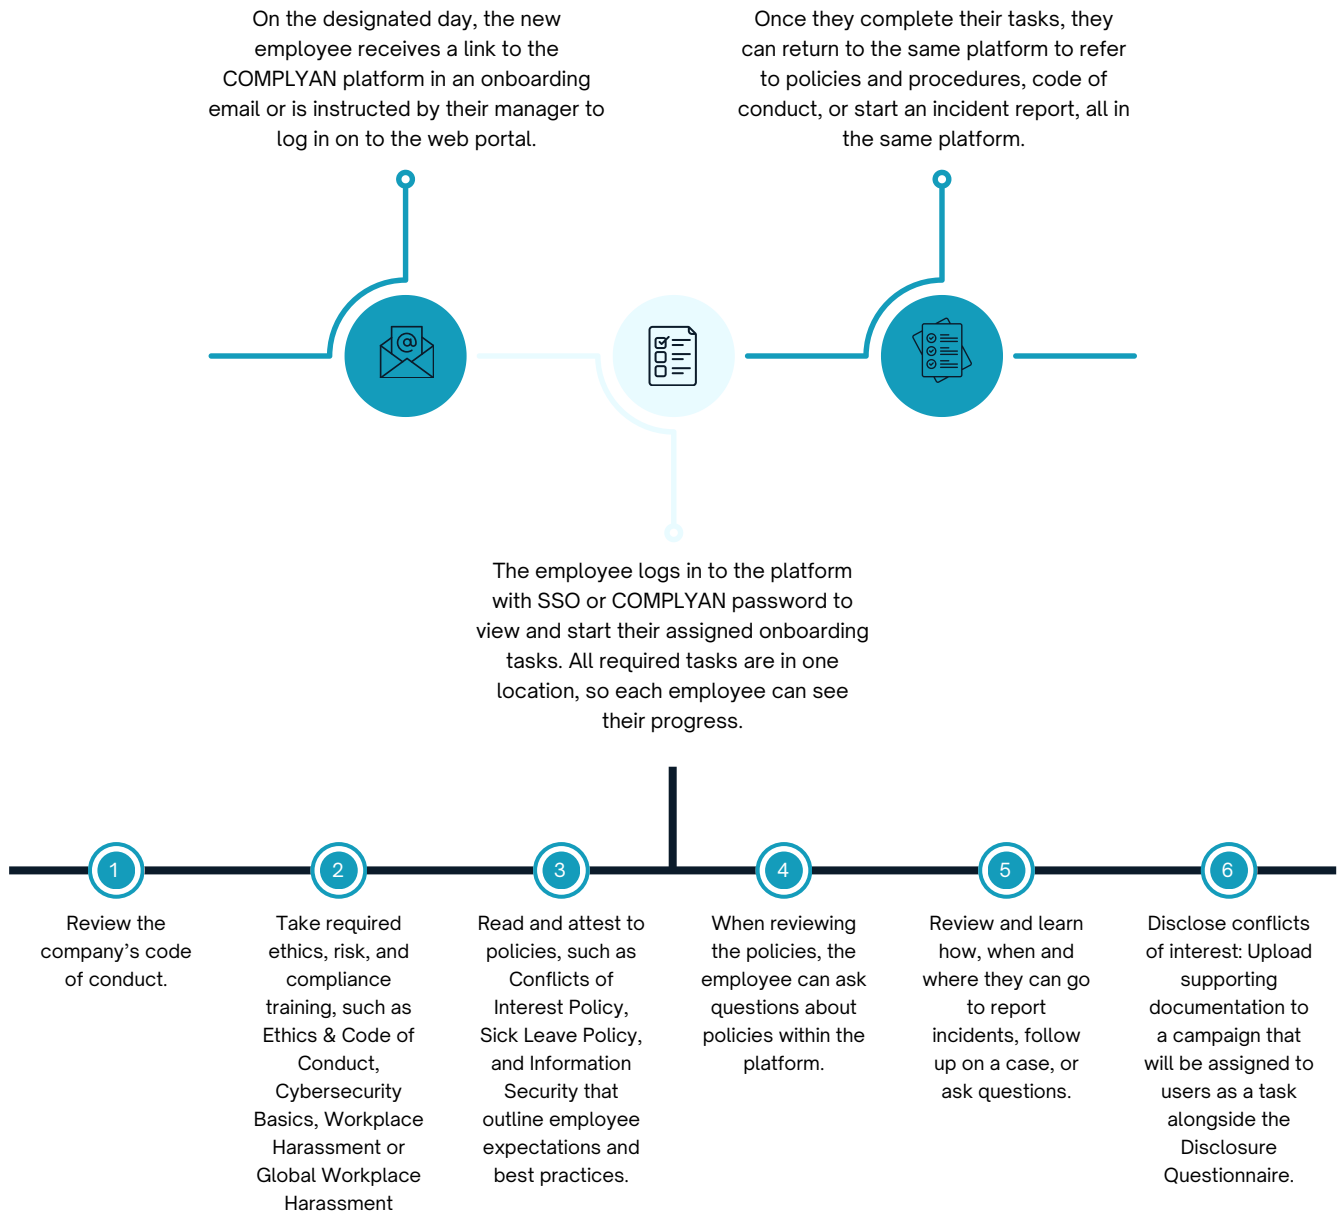 On the designated day, the new
employee receives a link to the
COMPLYAN platform in an onboarding
email or is instructed by their manager to
log in on to the web portal.
Once they complete their tasks, they
can return to the same platform to refer
to policies and procedures, code of
conduct, or start an incident report, all in
the same platform.
@
The employee logs in to the platform
with SSO or COMPLYAN password to
view and start their assigned onboarding
tasks. All required tasks are in one
location, so each employee can see
their progress.
1
Review the
company’s code
of conduct.
2
Take required
ethics, risk, and
compliance
training, such as
Ethics & Code of
Conduct,
Cybersecurity
Basics, Workplace
Harassment or
Global Workplace
Harassment
3
Read and attest to
policies, such as
Conflicts of
Interest Policy,
Sick Leave Policy,
and Information
Security that
outline employee
expectations and
best practices.
4
When reviewing
the policies, the
employee can ask
questions about
policies within the
platform.
5
Review and learn
how, when and
where they can go
to report
incidents, follow
up on a case, or
ask questions.
6
Disclose conflicts
of interest: Upload
supporting
documentation to
a campaign that
will be assigned to
users as a task
alongside the
Disclosure
Questionnaire.